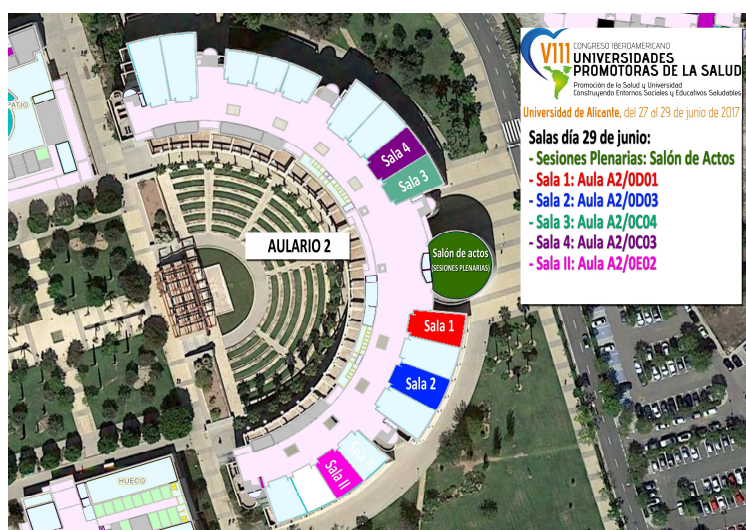 VIII
CONGRESO IBEROAMERICANO
UNIVERSIDADES
PROMOTORAS DE LA SALUD
Promoción de la Salud y Universidad
Construyendo Entornos Sociales y Educativos Saludables
Universidad de Alicante, del 27 al 29 de junio de 2017
Salas día 29 de junio:
- Sesiones Plenarias: Salón de Actos
- Sala 1: Aula A2/0D01
- Sala 2: Aula A2/0D03
- Sala 3: Aula A2/0C04
- Sala 4: Aula A2/0C03
- Sala II: Aula A2/0E02
PATIO
Sala 4
Sala 3
AULARIO 2
Salón de actos
(SESIONES PLENARIAS)
Sala 1
Sala 2
Sala II
HUECO